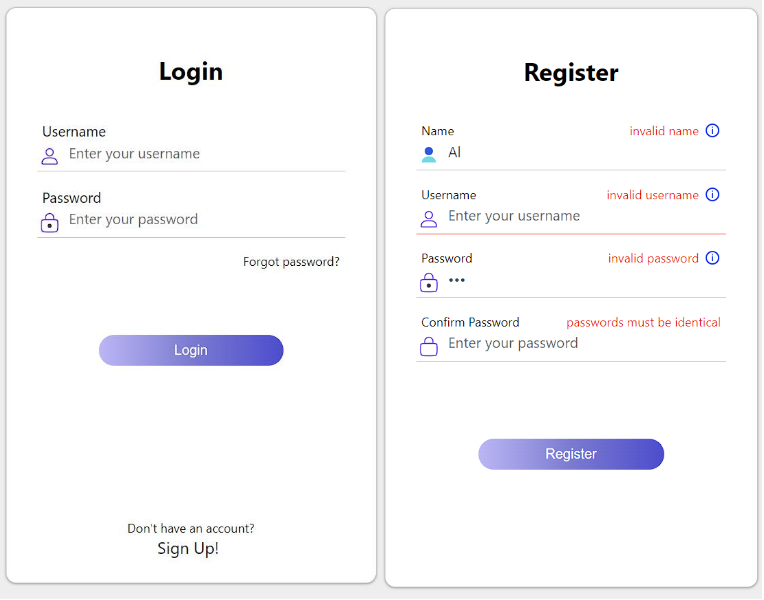 Login
Username
Enter your username
Password
Enter your password
Forgot password?
Login
Don't have an account?
Sign Up!
Register
Name invalid name
Al
Username invalid username
Enter your username
Password invalid password
•••
Confirm Password passwords must be identical
Enter your password
Register